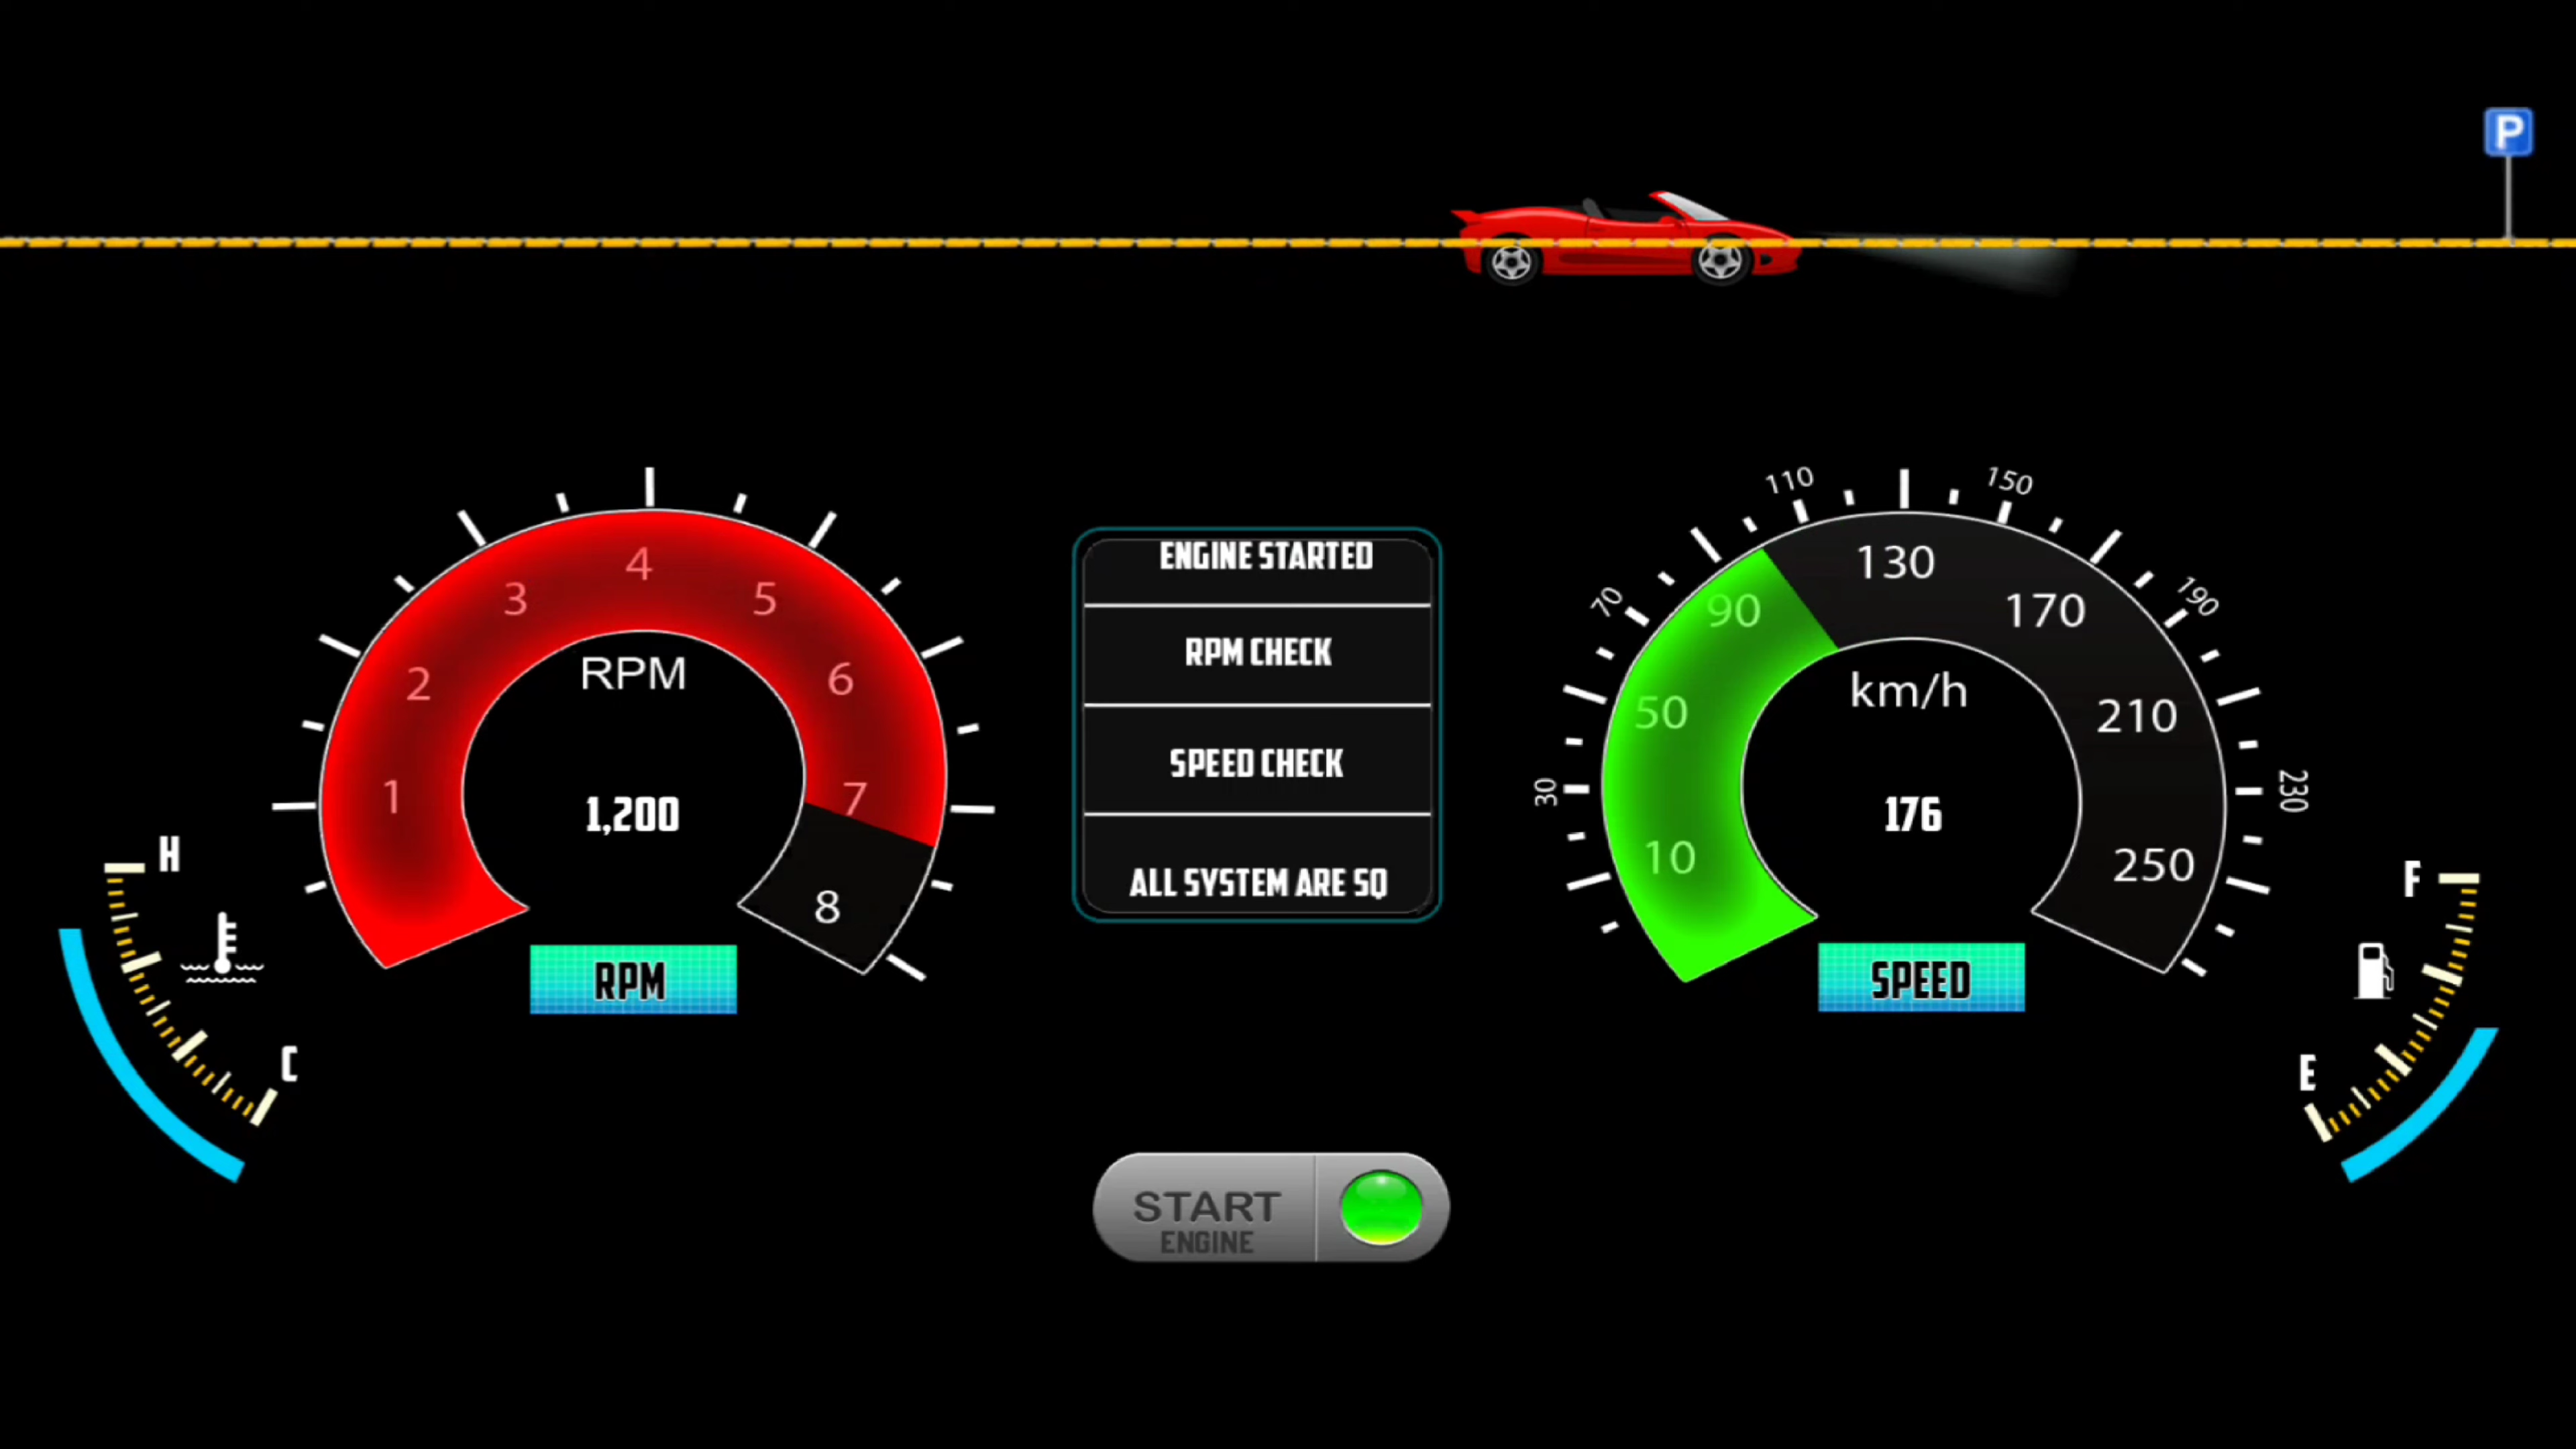 P
110
150
4
ENGINE STARTED
130
3
5
70
90
170
190
RPM CHECK
RPM
2
6
km/h
50
210
SPEED CHECK
1
7
30
230
1,200
176
H
10
250
ALL SYSTEM ARE SQ
F
8
RPM
SPEED
C
E
START
ENGINE